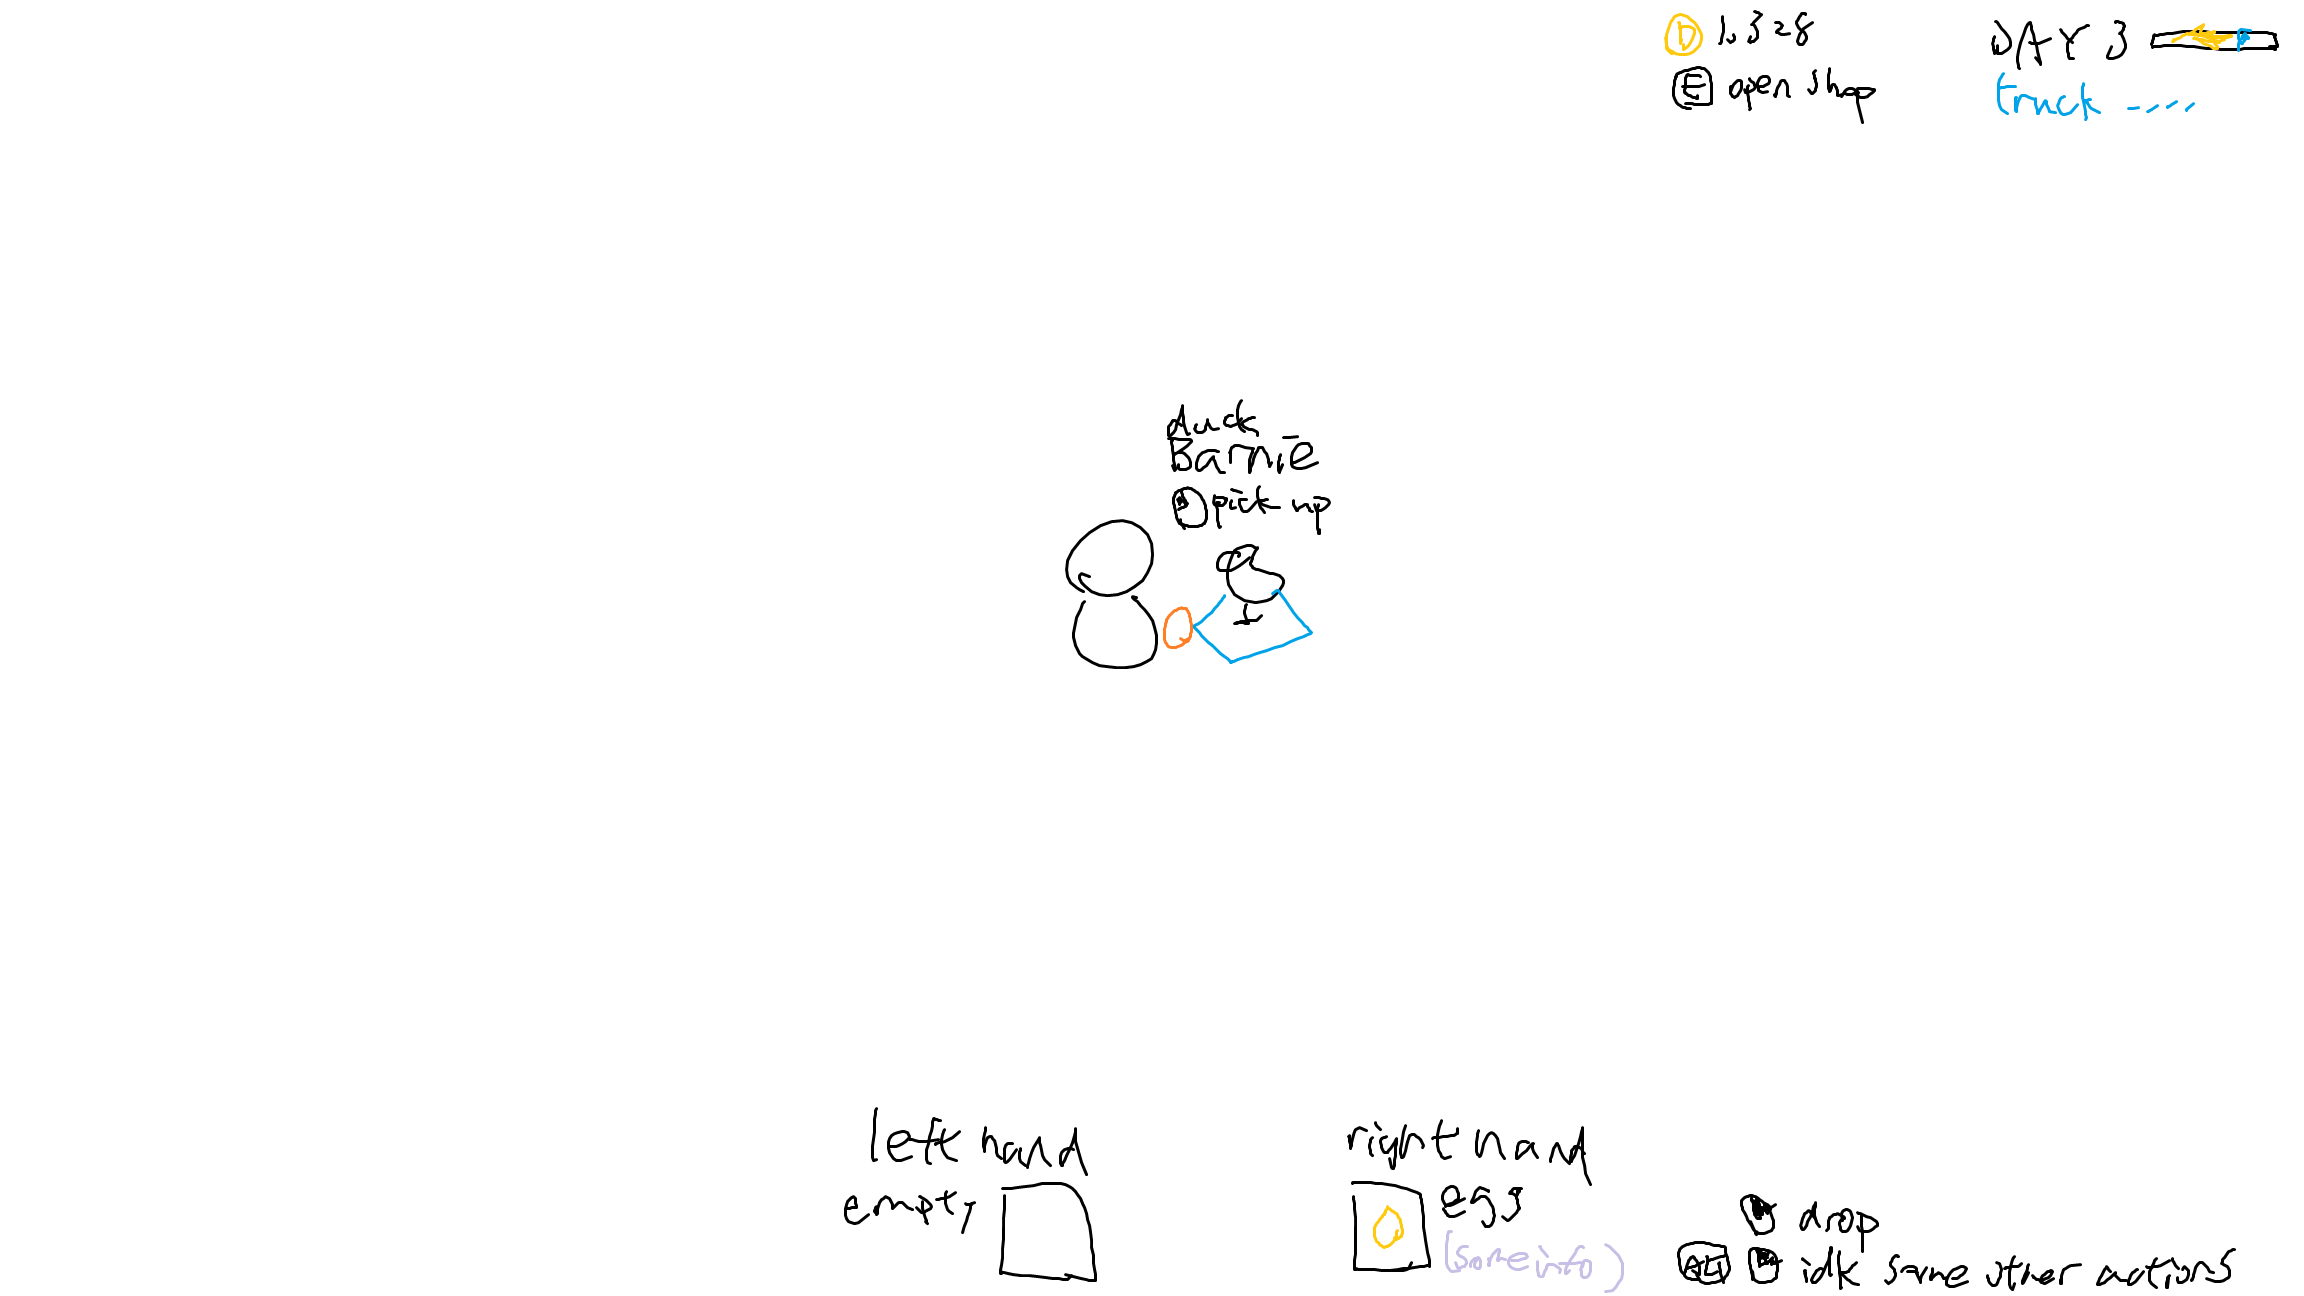 D 1,328
DAY 3
E open shop
truck ----
duck
Barnie
pick up
left hand
right hand
empty
egg
(some info)
drop
Alt idk some other actions